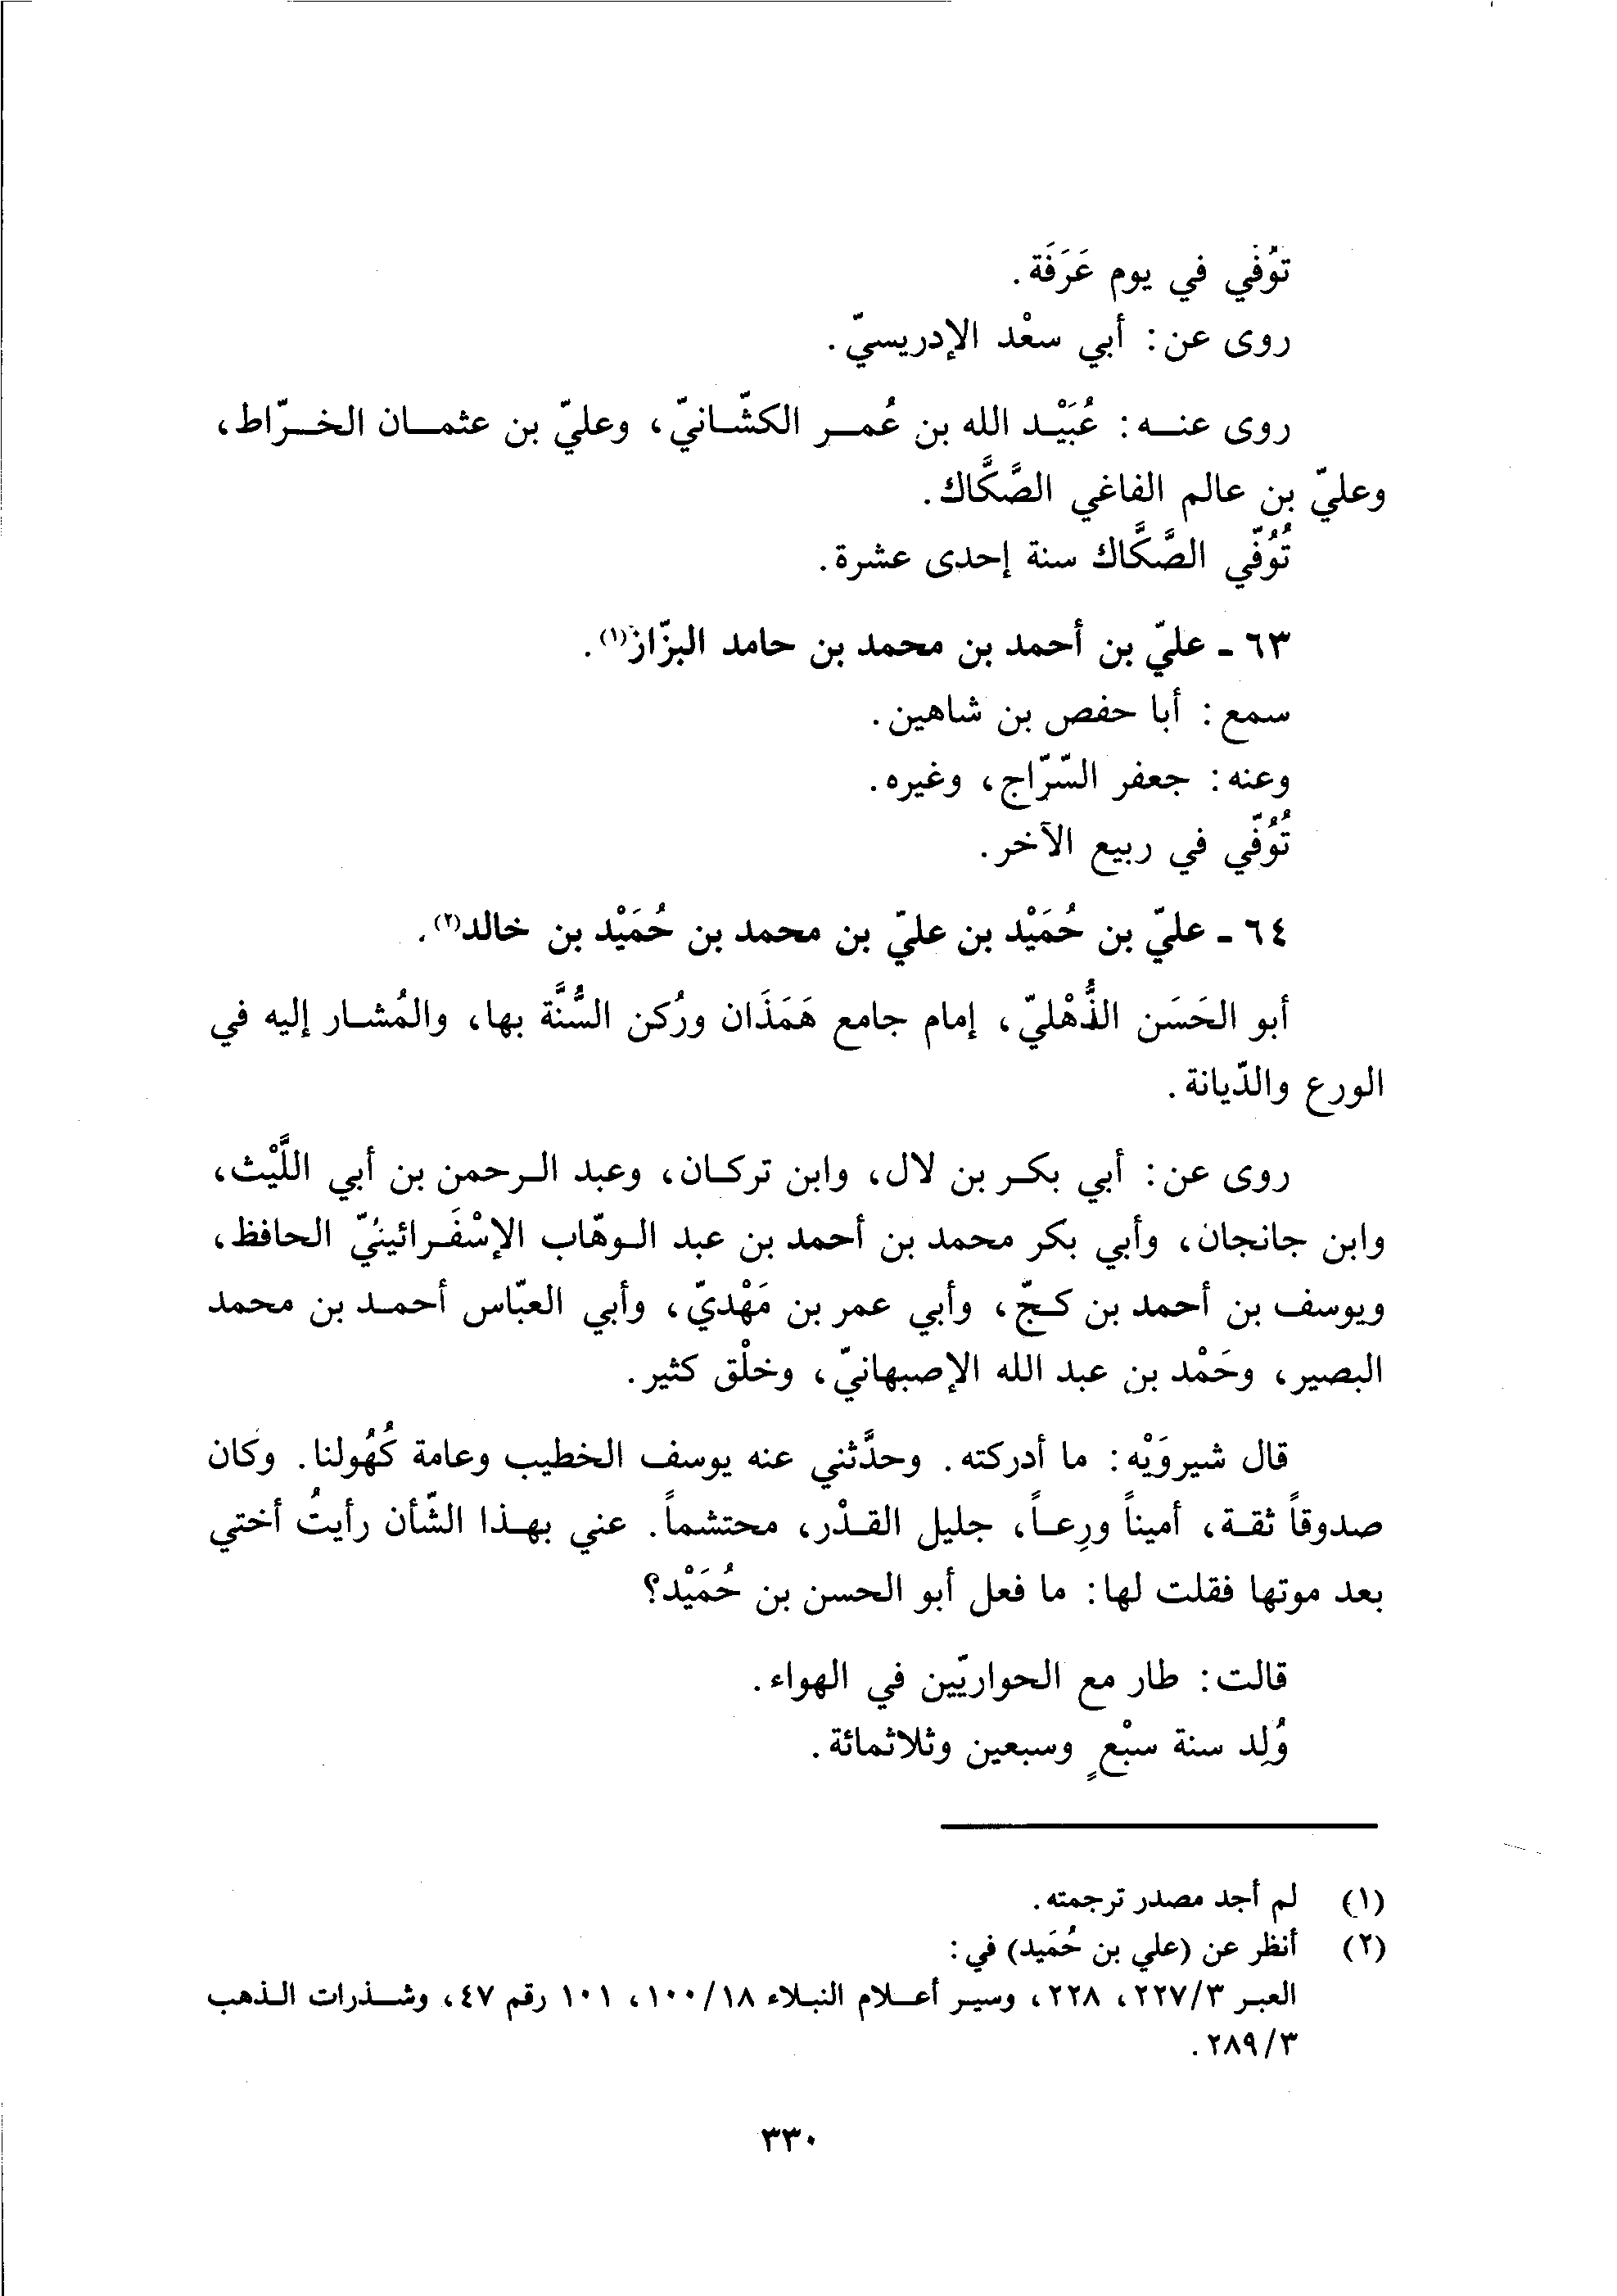 توُفي في يوم عَرَفَة.
روى عن: أبي سعْد الإدريسيّ.
روى عنه: عُبَيْد الله بن عُمر الكشّانيّ، وعليّ بن عثمان الخرّاط،
وعليّ بن عالم الفاغي الصَّكَّاك.
تُوُفّي الصَّكَّاك سنة إحدى عشرة.
٦٣ - عليّ بن أحمد بن محمد بن حامد البزّاز(١).
سمع: أبا حفص بن شاهين.
وعنه: جعفر السّرّاج، وغيره.
تُوُفّي في ربيع الآخر.
٦٤ - عليّ بن حُمَيْد بن عليّ بن محمد بن حُمَيْد بن خالد(٢).
أبو الحَسَن الذُّهْليّ، إمام جامع هَمَذَان ورُكن السُّنَّة بها، والمُشار إليه في
الورع والدّيانة.
روى عن: أبي بكر بن لال، وابن تركان، وعبد الرحمن بن أبي اللَّيْث،
وابن جانجان، وأبي بكر محمد بن أحمد بن عبد الوهّاب الإسْفَرائينيّ الحافظ،
ويوسف بن أحمد بن كجّ، وأبي عمر بن مَهْديّ، وأبي العبّاس أحمد بن محمد
البصير، وحَمْد بن عبد الله الإصبهانيّ، وخلْق كثير.
قال شيروَيْه: ما أدركته. وحدَّثني عنه يوسف الخطيب وعامة كُهُولنا. وكان
صدوقاً ثقة، أميناً ورِعاً، جليل القدْر، محتشماً. عني بهذا الشّأن رأيتُ أختي
بعد موتها فقلت لها: ما فعل أبو الحسن بن حُمَيْد؟
قالت: طار مع الحواريّين في الهواء.
وُلِد سنة سبْعٍ وسبعين وثلاثمائة.
(١) لم أجد مصدر ترجمته.
(٢) أنظر عن (علي بن حُمَيد) في:
العبر ٢٢٧/٣، ٢٢٨، وسير أعلام النبلاء ١٠٠/١٨، ١٠١ رقم ٤٧، وشذرات الذهب
٢٨٩/٣.
٣٣٠